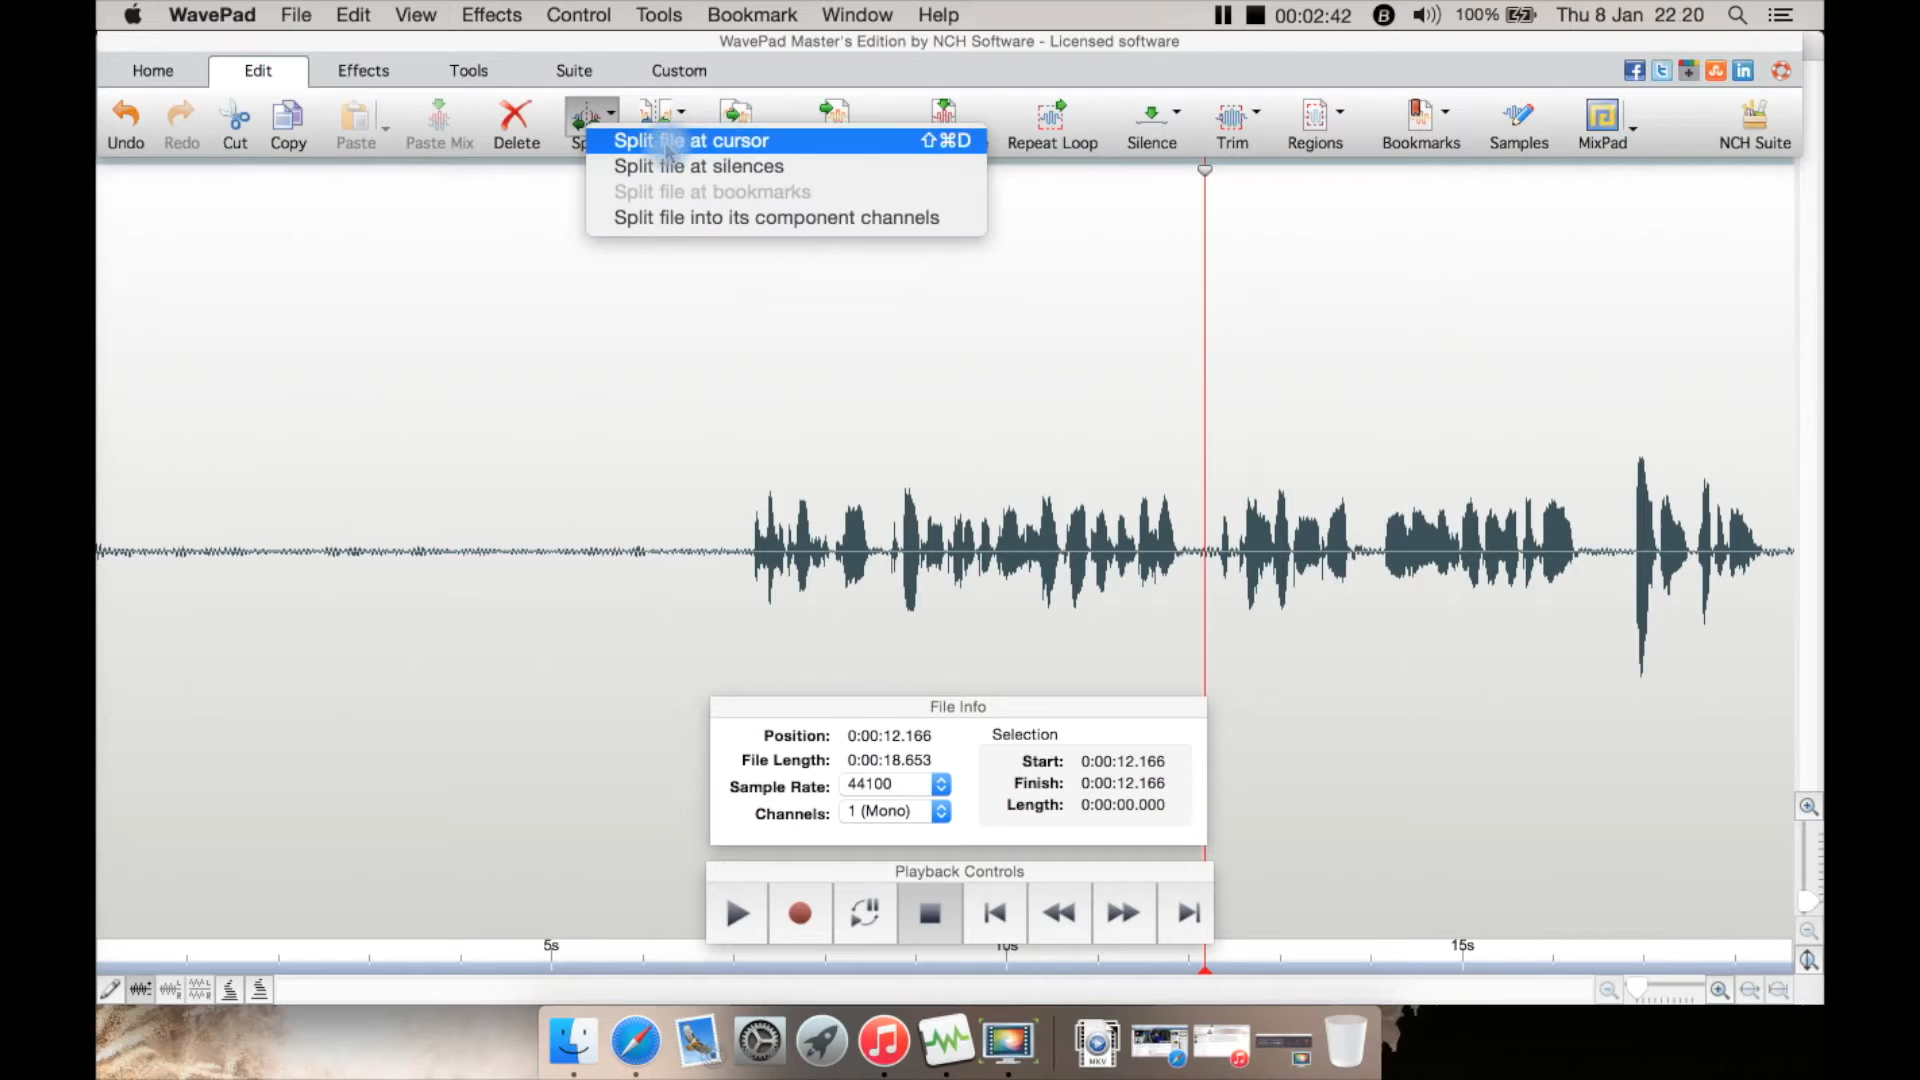 WavePad File Edit View Effects Control Tools Bookmark Window Help 00:02:42 100% Thu 8 Jan 22:20
WavePad Master's Edition by NCH Software - Licensed software
Home Edit Effects Tools Suite Custom
Undo Redo Cut Copy Paste Paste Mix Delete Repeat Loop Silence Trim Regions Bookmarks Samples MixPad NCH Suite
Split file at cursor ⇧⌘D
Split file at silences
Split file at bookmarks
Split file into its component channels
File Info
Position: 0:00:12.166
File Length: 0:00:18.653
Sample Rate: 44100
Channels: 1 (Mono)
Selection
Start: 0:00:12.166
Finish: 0:00:12.166
Length: 0:00:00.000
Playback Controls
5s 10s 15s
MKV